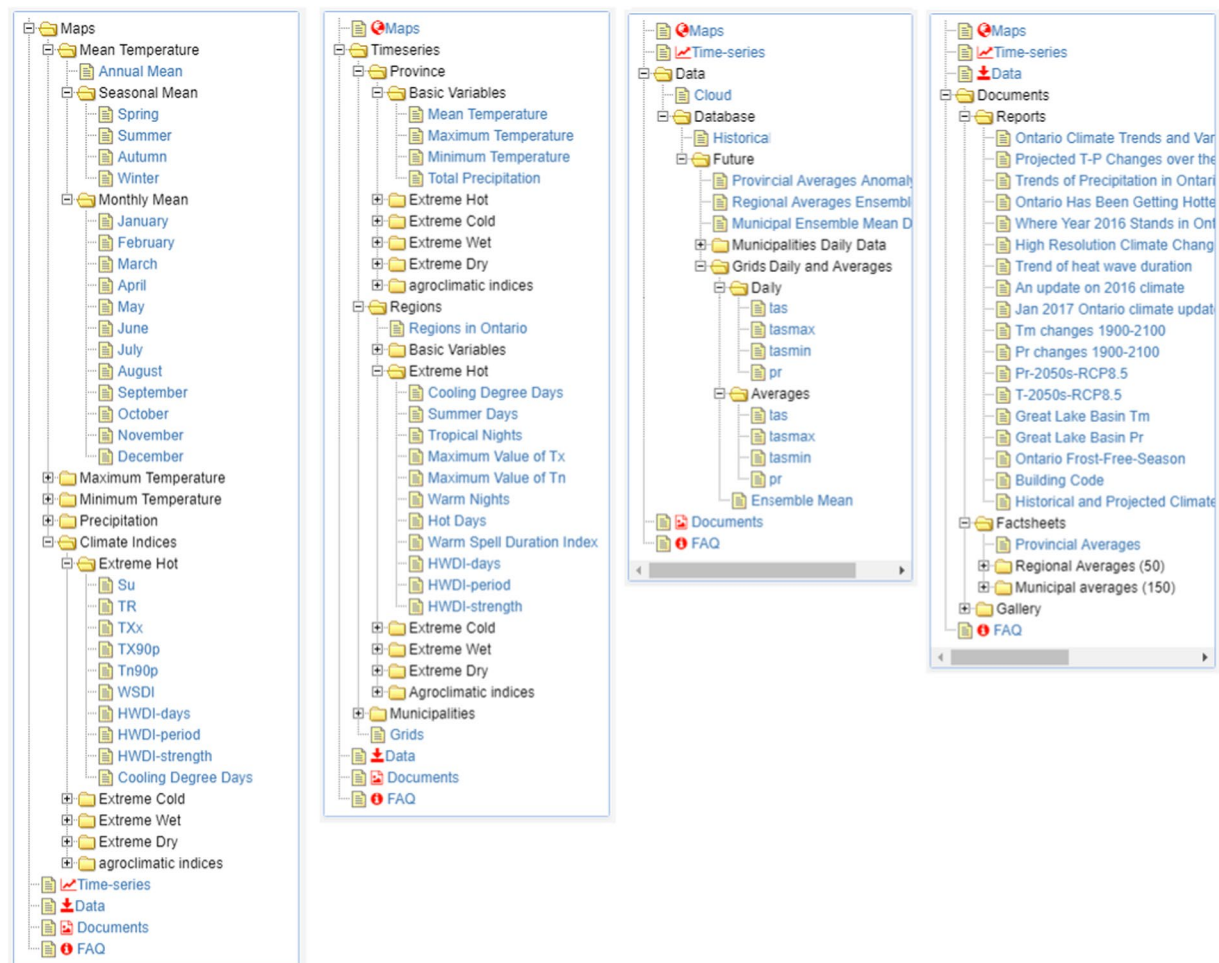 Maps
Mean Temperature
Annual Mean
Seasonal Mean
Spring
Summer
Autumn
Winter
Monthly Mean
January
February
March
April
May
June
July
August
September
October
November
December
Maximum Temperature
Minimum Temperature
Precipitation
Climate Indices
Extreme Hot
Su
TR
TXx
TX90p
Tn90p
WSDI
HWDI-days
HWDI-period
HWDI-strength
Cooling Degree Days
Extreme Cold
Extreme Wet
Extreme Dry
agroclimatic indices
Time-series
Data
Documents
FAQ
Maps
Timeseries
Province
Basic Variables
Mean Temperature
Maximum Temperature
Minimum Temperature
Total Precipitation
Extreme Hot
Extreme Cold
Extreme Wet
Extreme Dry
agroclimatic indices
Regions
Regions in Ontario
Basic Variables
Extreme Hot
Cooling Degree Days
Summer Days
Tropical Nights
Maximum Value of Tx
Maximum Value of Tn
Warm Nights
Hot Days
Warm Spell Duration Index
HWDI-days
HWDI-period
HWDI-strength
Extreme Cold
Extreme Wet
Extreme Dry
Agroclimatic indices
Municipalities
Grids
Data
Documents
FAQ
Maps
Time-series
Data
Cloud
Database
Historical
Future
Provircial Averages Anomaly
Regional Averages Ensembl
Municipal Ensemble Mean D
Municipalities Daily Data
Grids Daily and Averages
Daily
tas
tasmax
tasmin
pr
Averages
tas
tasmax
tasmin
pr
Ensemble Mean
Documents
FAQ
Maps
Time-series
Data
Documents
Reports
Ontario Climate Trends and Var
Projected T-P Changes over the
Trends of Precipitation in Ontari
Ontario Has Been Getting Hotte
Where Year 2016 Stands in Ont
High Resolution Climate Chang
Trend of heat wave duration
An update on 2016 climate
Jan 2017 Ontario climate updat
Tm changes 1900-2100
Pr changes 1900-2100
Pr-2050s-RCP8.5
T-2050s-RCP8.5
Great Lake Basin Tm
Great Lake Basin Pr
Ontario Frost-Free-Season
Building Code
Historical and Projected Climate
Factsheets
Provincial Averages
Regional Averages (50)
Municipal averages (150)
Gallery
FAQ